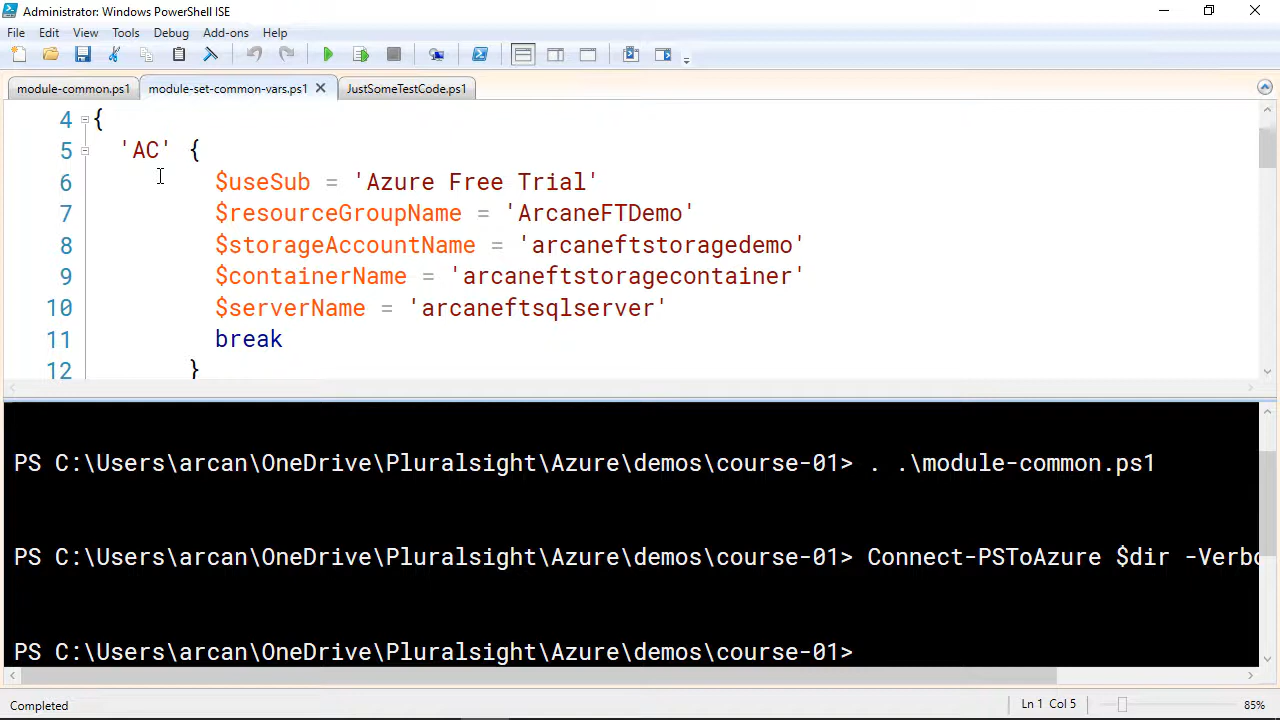 Administrator: Windows PowerShell ISE
File Edit View Tools Debug Add-ons Help
module-common.ps1 module-set-common-vars.ps1 JustSomeTestCode.ps1
4 {
5 'AC' {
6 $useSub = 'Azure Free Trial'
7 $resourceGroupName = 'ArcaneFTDemo'
8 $storageAccountName = 'arcaneftstoragedemo'
9 $containerName = 'arcaneftstoragecontainer'
10 $serverName = 'arcaneftsqlserver'
11 break
12 }
PS C:\Users\arcan\OneDrive\Pluralsight\Azure\demos\course-01> . .\module-common.ps1
PS C:\Users\arcan\OneDrive\Pluralsight\Azure\demos\course-01> Connect-PSToAzure $dir -Verbo
PS C:\Users\arcan\OneDrive\Pluralsight\Azure\demos\course-01>
Completed Ln 1 Col 5 85%